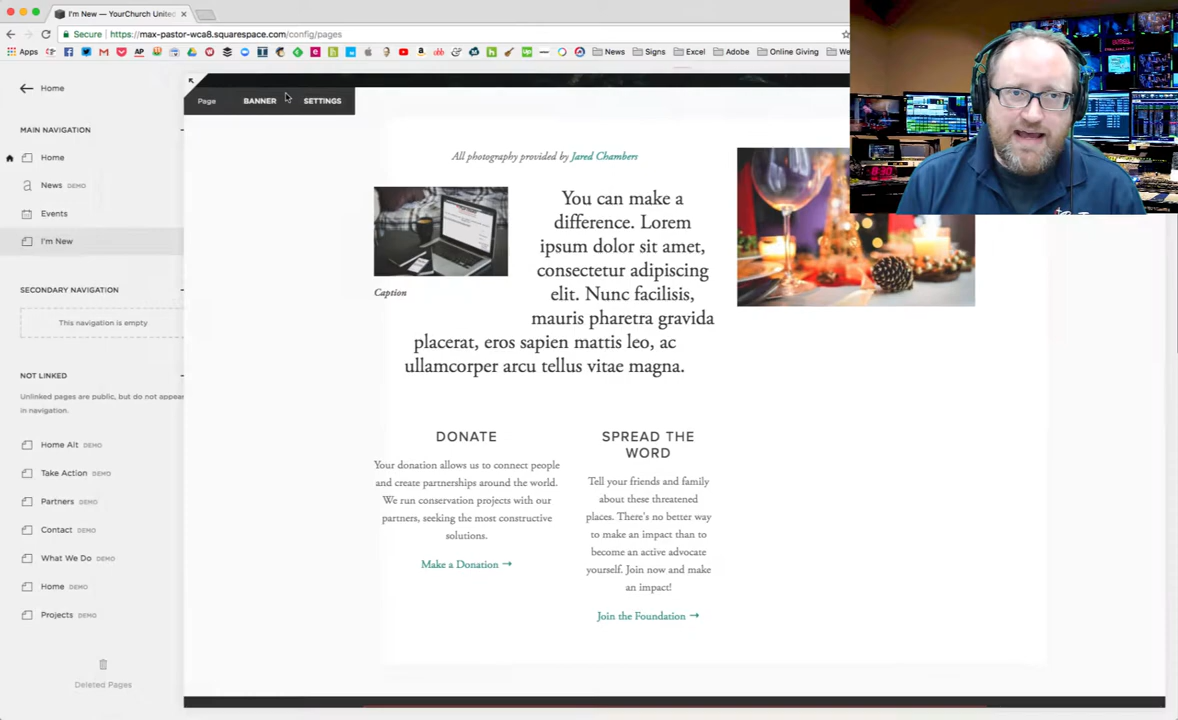 I'm New — YourChurch United
Secure
https://max-pastor-wca8.squarespace.com/config/pages
Apps
News
Signs
Excel
Adobe
Online Giving
We
Home
MAIN NAVIGATION
Home
News DEMO
Events
I'm New
SECONDARY NAVIGATION
This navigation is empty
NOT LINKED
Unlinked pages are public, but do not appear
in navigation.
Home Alt DEMO
Take Action DEMO
Partners DEMO
Contact DEMO
What We Do DEMO
Home DEMO
Projects DEMO
Deleted Pages
Page BANNER SETTINGS
All photography provided by Jared Chambers
Caption
You can make a
difference. Lorem
ipsum dolor sit amet,
consectetur adipiscing
elit. Nunc facilisis,
mauris pharetra gravida
placerat, eros sapien mattis leo, ac
ullamcorper arcu tellus vitae magna.
DONATE
Your donation allows us to connect people
and create partnerships around the world.
We run conservation projects with our
partners, seeking the most constructive
solutions.
Make a Donation →
SPREAD THE
WORD
Tell your friends and family
about these threatened
places. There's no better way
to make an impact than to
become an active advocate
yourself. Join now and make
an impact!
Join the Foundation →
8:30